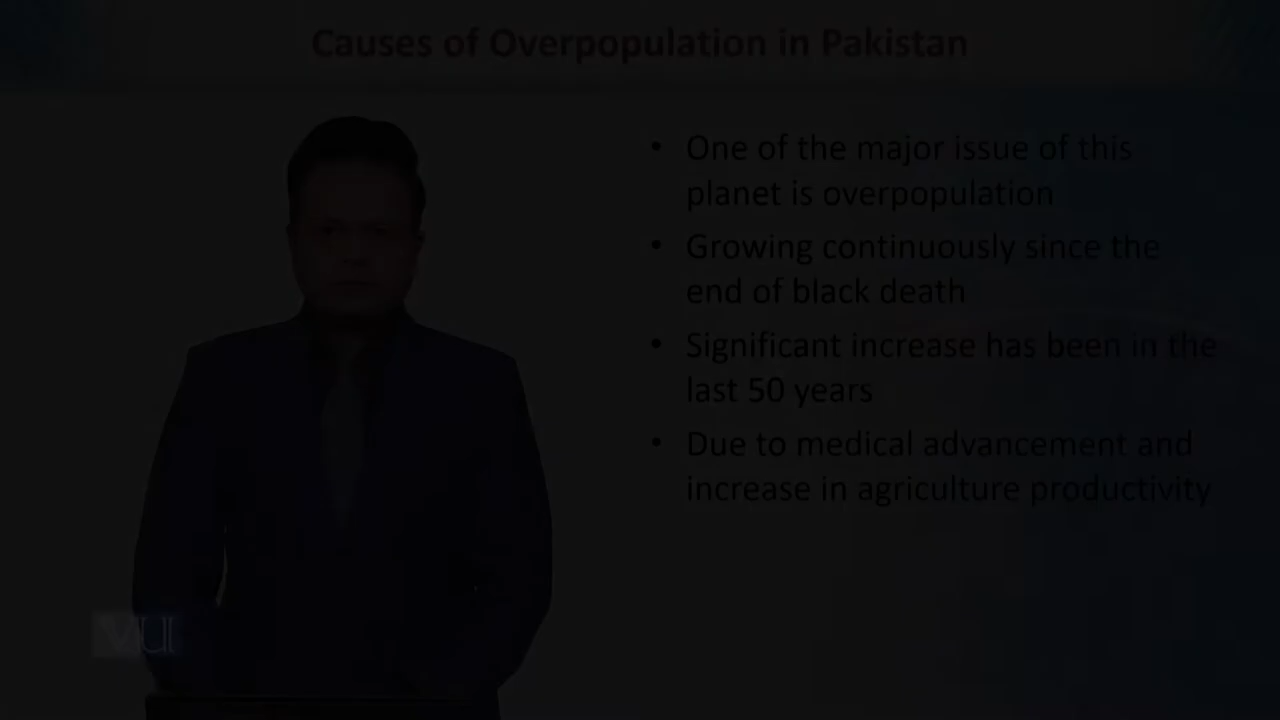 Causes of Overpopulation in Pakistan
• One of the major issue of this
planet is overpopulation
• Growing continuously since the
end of black death
• Significant increase has been in the
last 50 years
• Due to medical advancement and
increase in agriculture productivity
VU